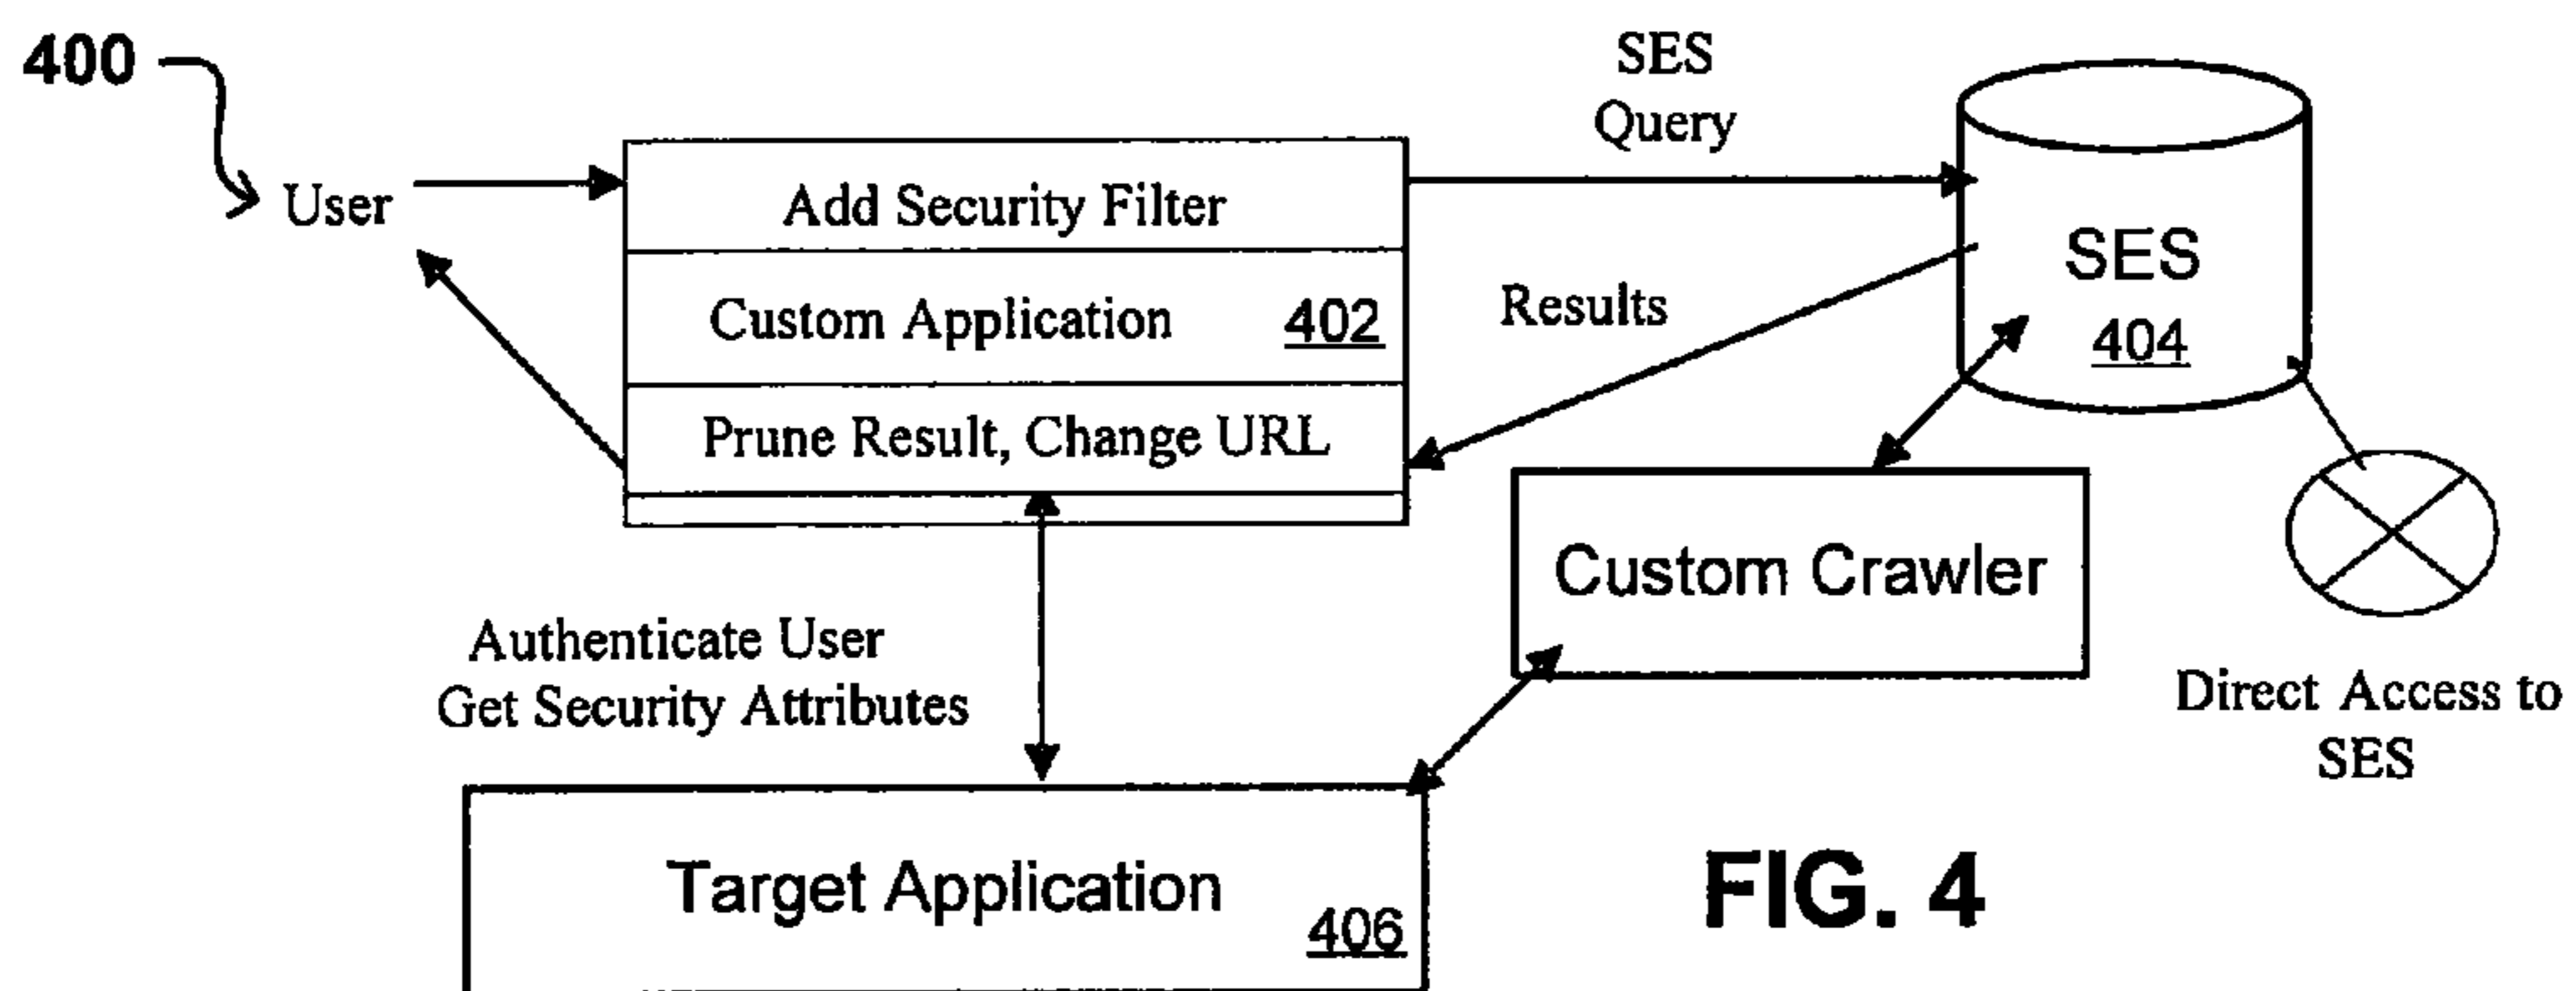 400
User
Add Security Filter
Custom Application 402
Prune Result, Change URL
SES
Query
Results
SES
404
Custom Crawler
Direct Access to
SES
Authenticate User
Get Security Attributes
Target Application
406
FIG. 4